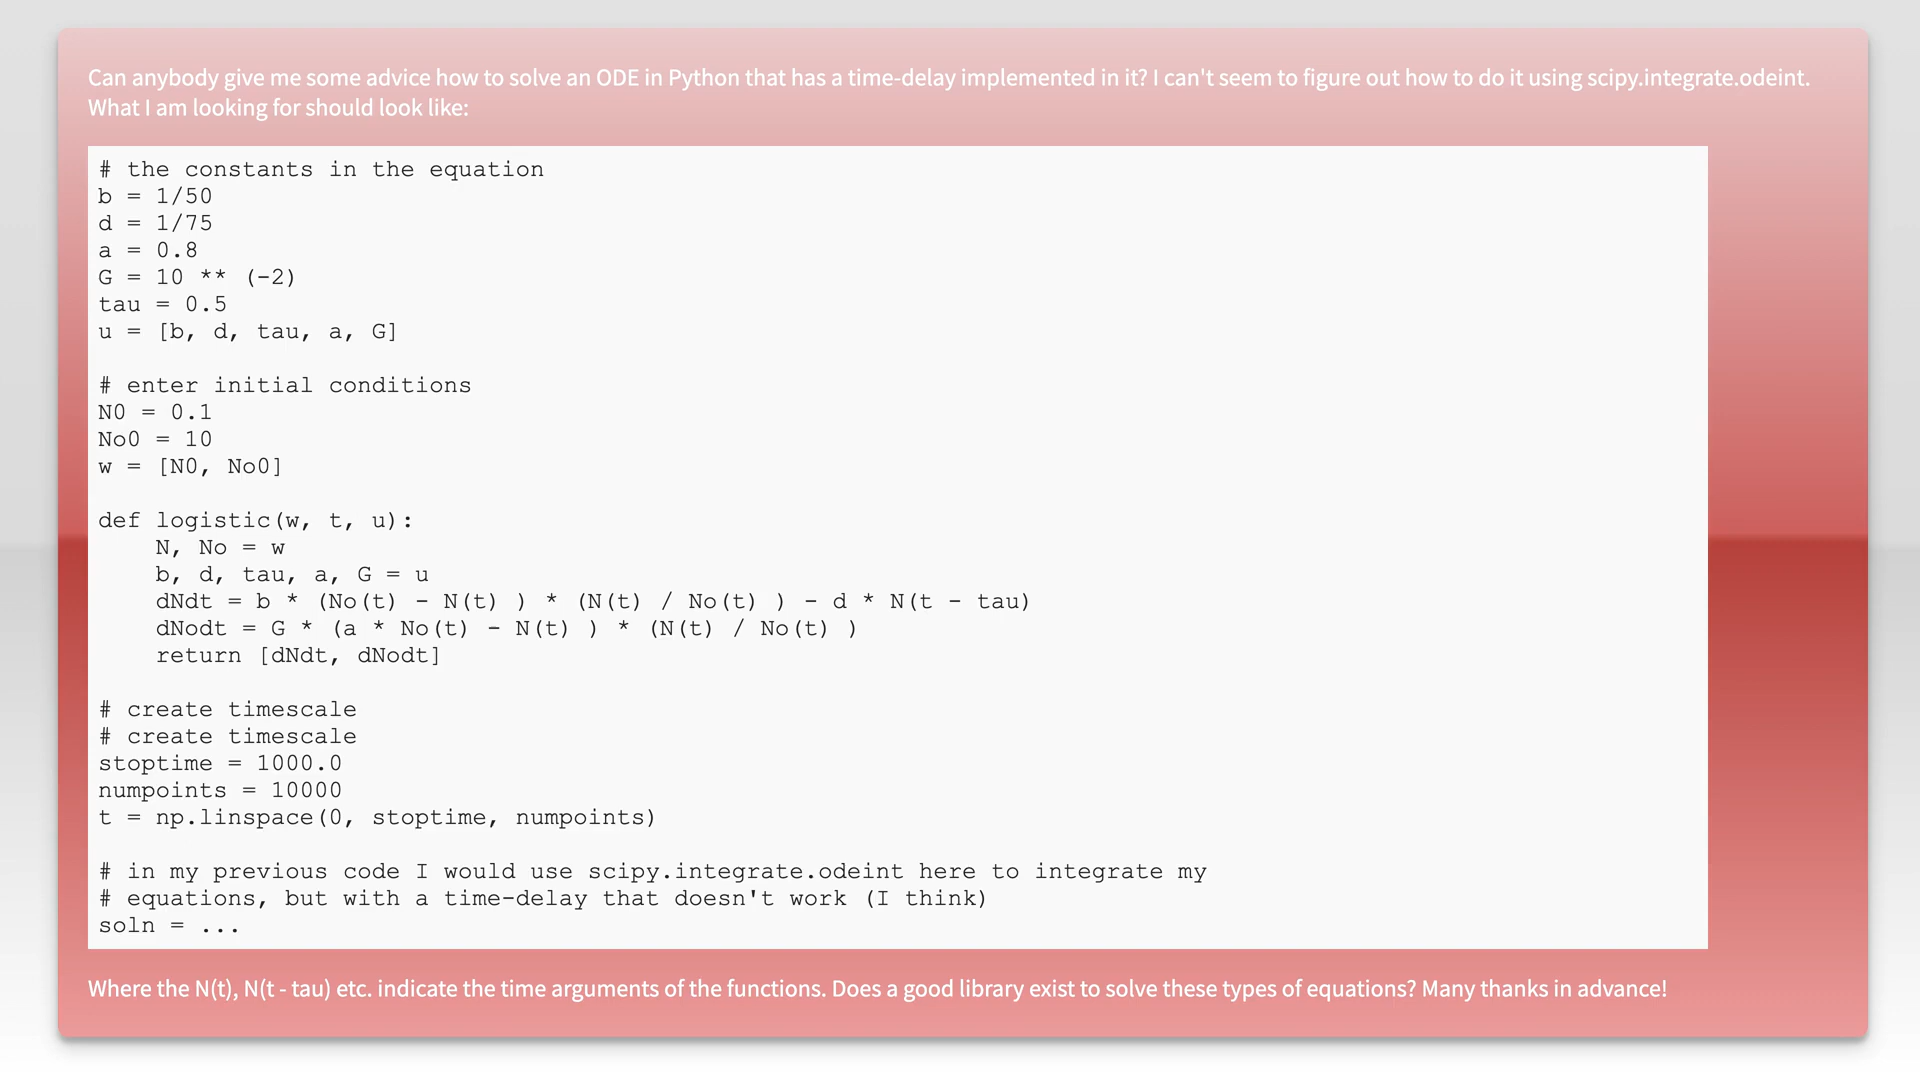 Can anybody give me some advice how to solve an ODE in Python that has a time-delay implemented in it? I can't seem to figure out how to do it using scipy.integrate.odeint.
What I am looking for should look like:
# the constants in the equation
b = 1/50
d = 1/75
a = 0.8
G = 10 ** (-2)
tau = 0.5
u = [b, d, tau, a, G]
# enter initial conditions
N0 = 0.1
No0 = 10
w = [N0, No0]
def logistic(w, t, u):
    N, No = w
    b, d, tau, a, G = u
    dNdt = b * (No(t) - N(t) ) * (N(t) / No(t) ) - d * N(t - tau)
    dNodt = G * (a * No(t) - N(t) ) * (N(t) / No(t) )
    return [dNdt, dNodt]
# create timescale
# create timescale
stoptime = 1000.0
numpoints = 10000
t = np.linspace(0, stoptime, numpoints)
# in my previous code I would use scipy.integrate.odeint here to integrate my
# equations, but with a time-delay that doesn't work (I think)
soln = ...
Where the N(t), N(t - tau) etc. indicate the time arguments of the functions. Does a good library exist to solve these types of equations? Many thanks in advance!